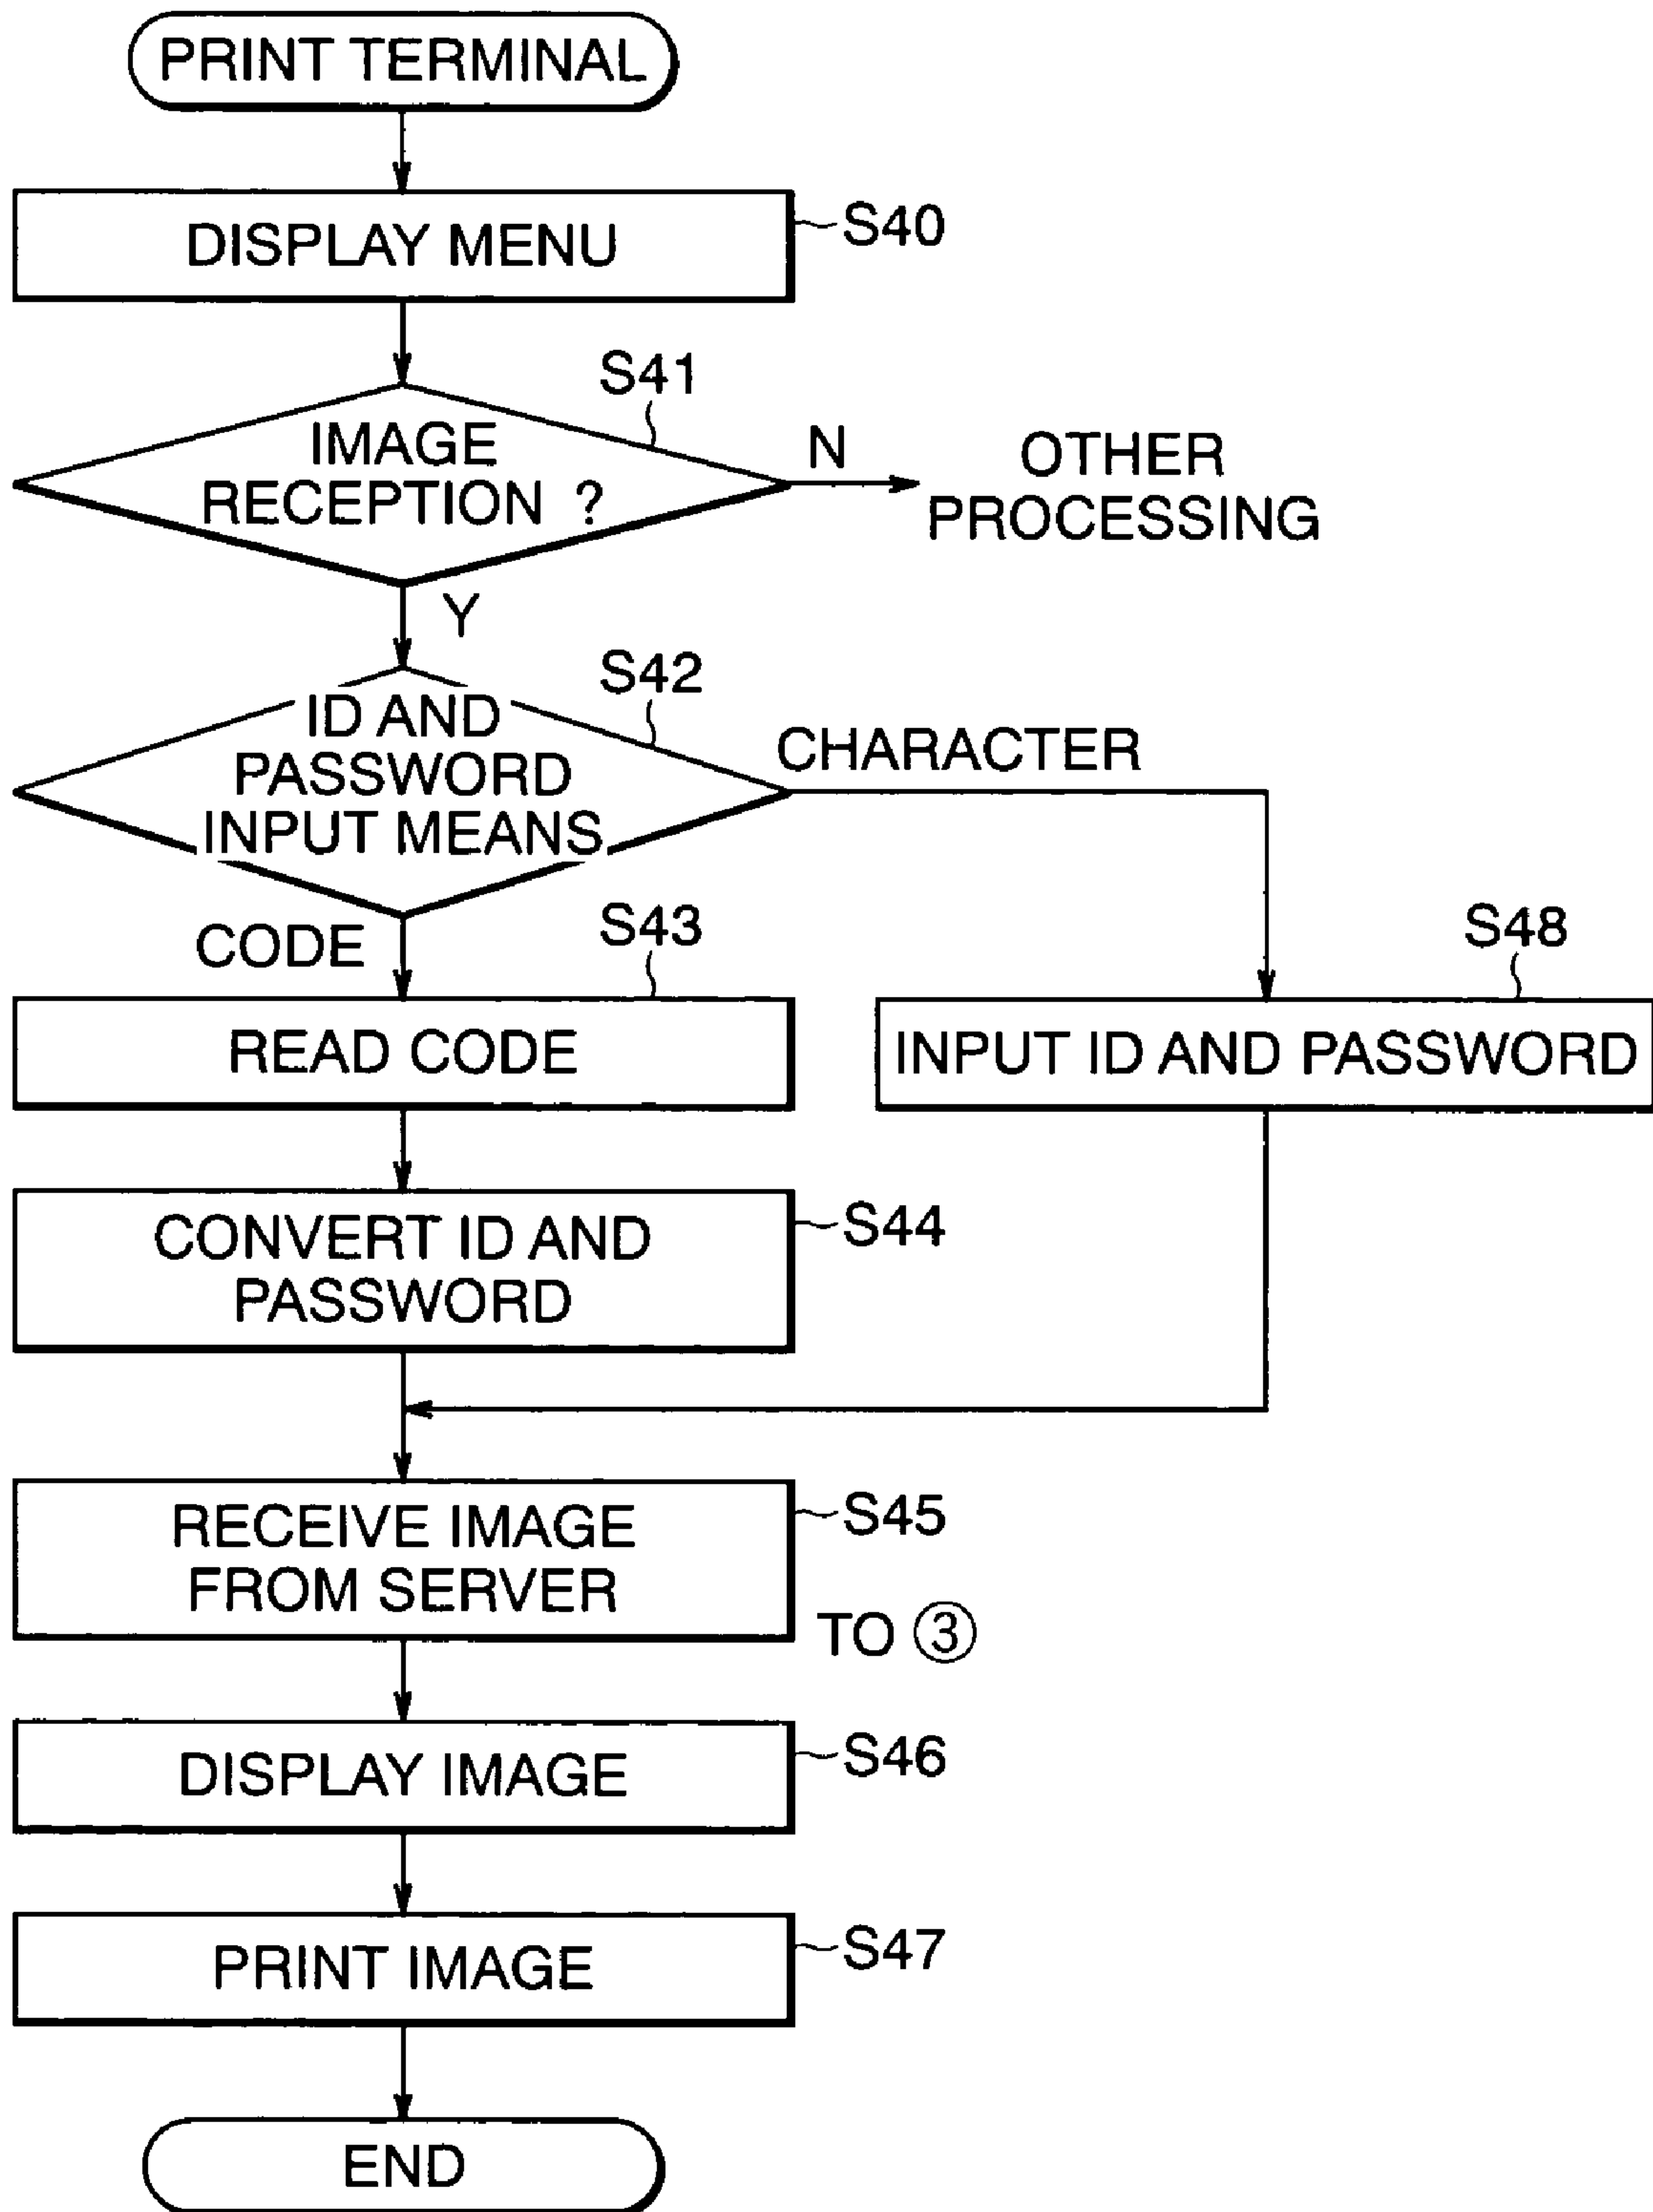 PRINT TERMINAL
DISPLAY MENU
S40
S41
IMAGE
RECEPTION ?
N
OTHER
PROCESSING
Y
S42
ID AND
PASSWORD
INPUT MEANS
CHARACTER
CODE
S43
S48
READ CODE
INPUT ID AND PASSWORD
CONVERT ID AND
PASSWORD
S44
RECEIVE IMAGE
FROM SERVER
S45
TO ③
DISPLAY IMAGE
S46
PRINT IMAGE
S47
END